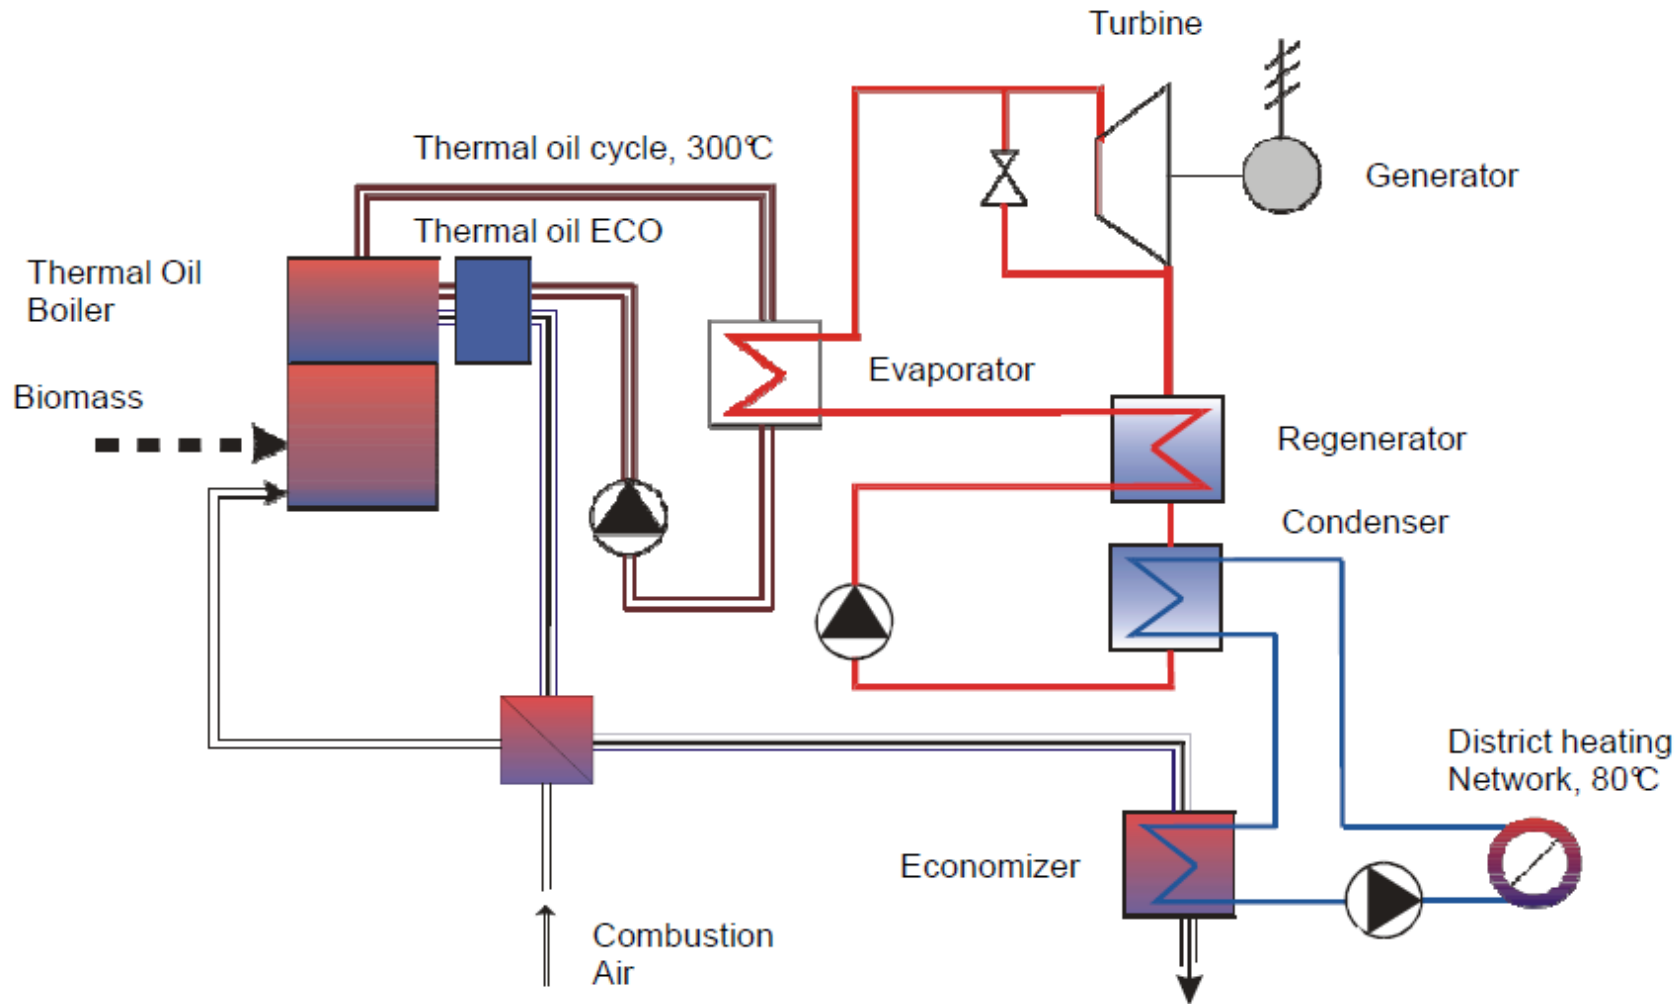 Turbine
Thermal oil cycle, 300°C
Generator
Thermal oil ECO
Thermal Oil
Boiler
Evaporator
Biomass
Regenerator
Condenser
District heating
Network, 80°C
Economizer
Combustion
Air